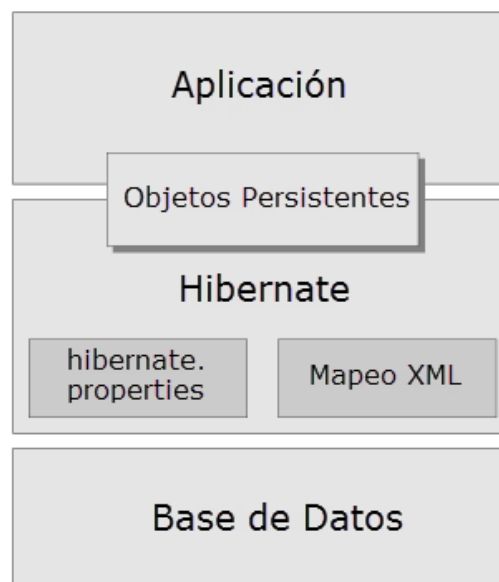 Aplicación
Objetos Persistentes
Hibernate
hibernate.
properties
Mapeo XML
Base de Datos